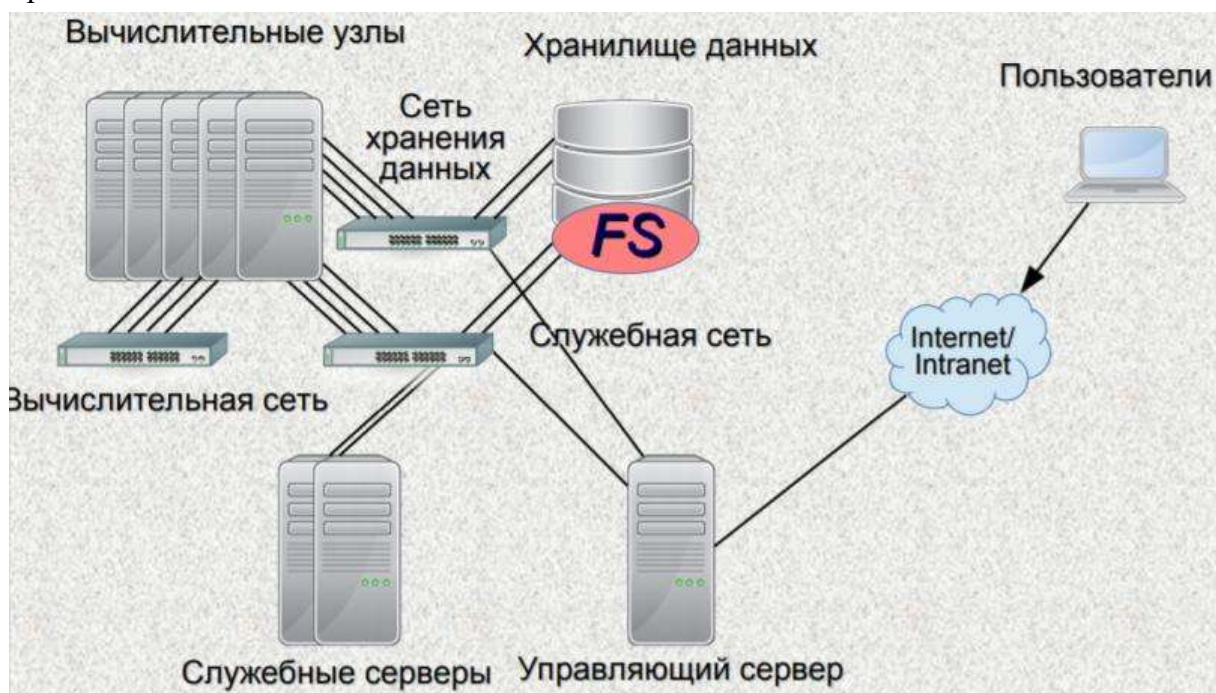 Вычислительные узлы
Хранилище данных
Пользователи
Сеть
хранения
данных
FS
Служебная сеть
Internet/
Intranet
Вычислительная сеть
Служебные серверы
Управляющий сервер